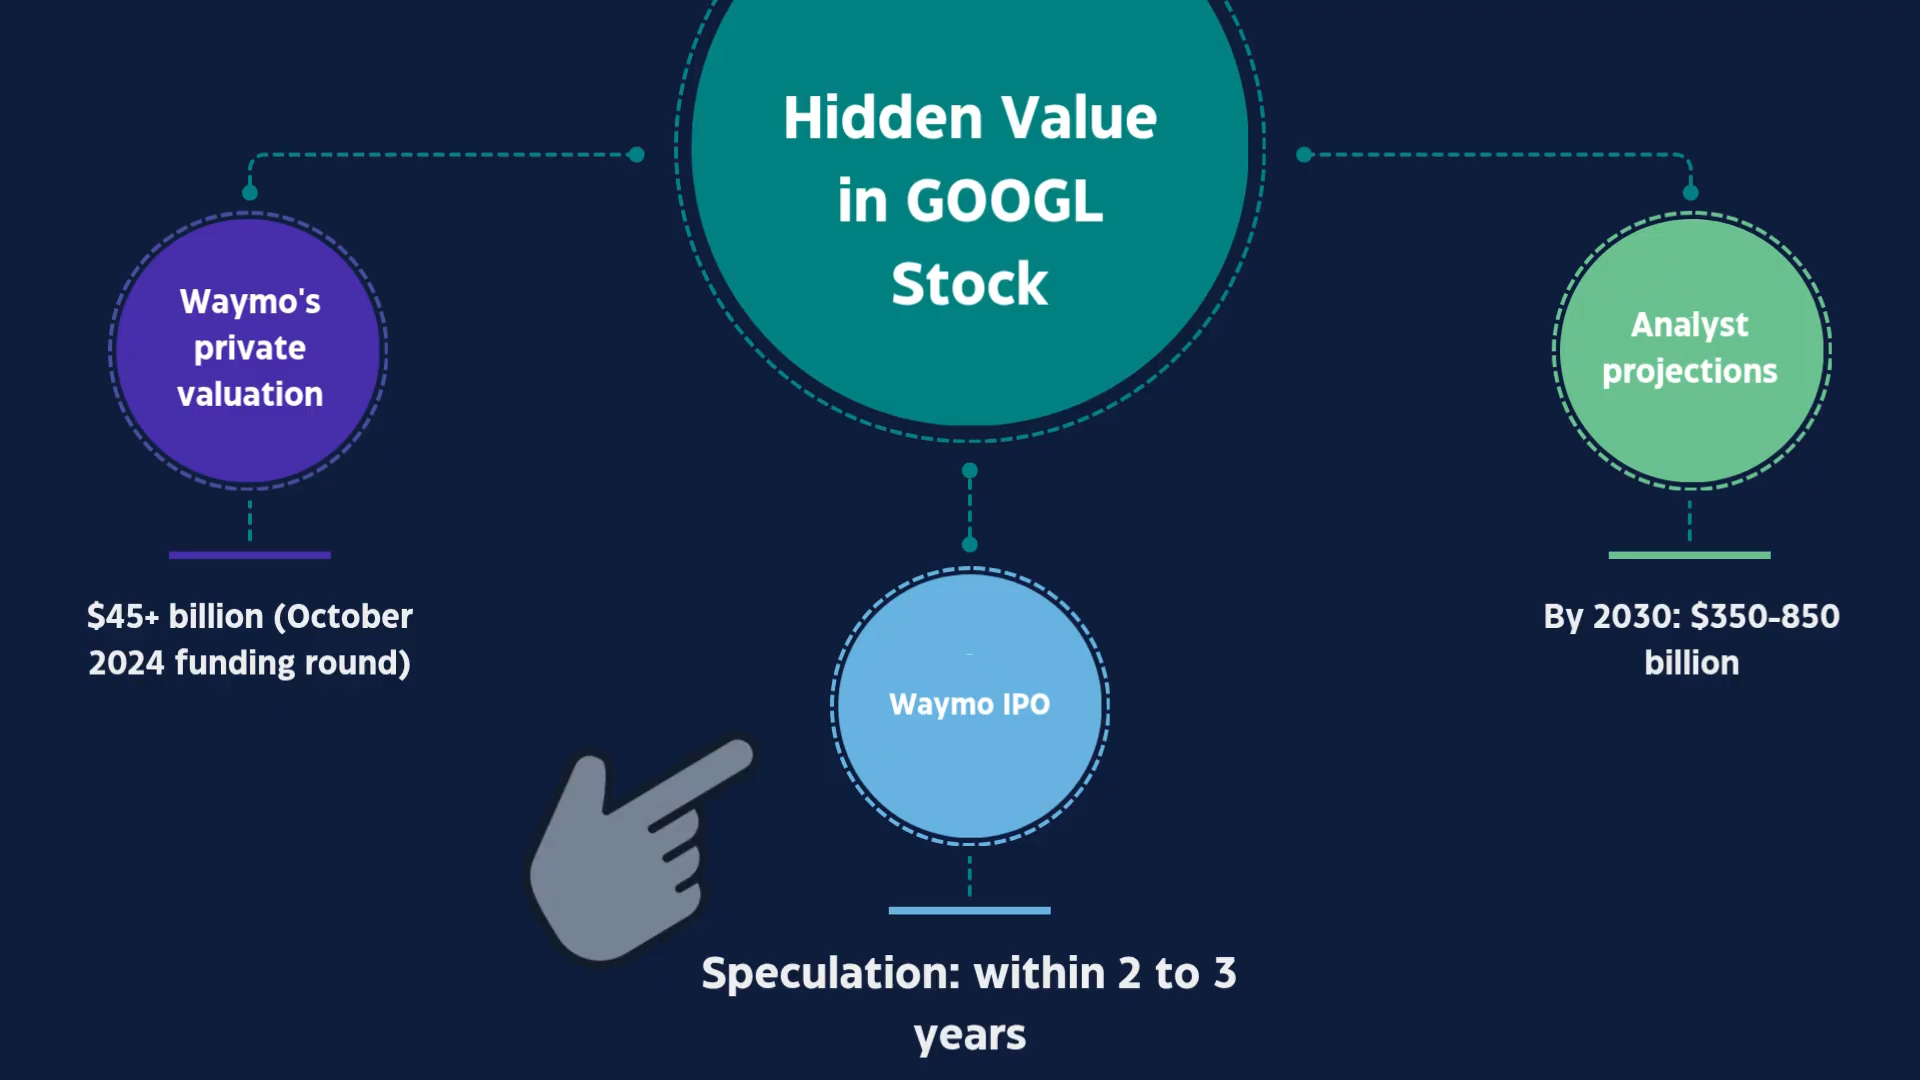 Hidden Value
in GOOGL
Stock
Waymo's
private
valuation
$45+ billion (October
2024 funding round)
Waymo IPO
Speculation: within 2 to 3
years
Analyst
projections
By 2030: $350-850
billion